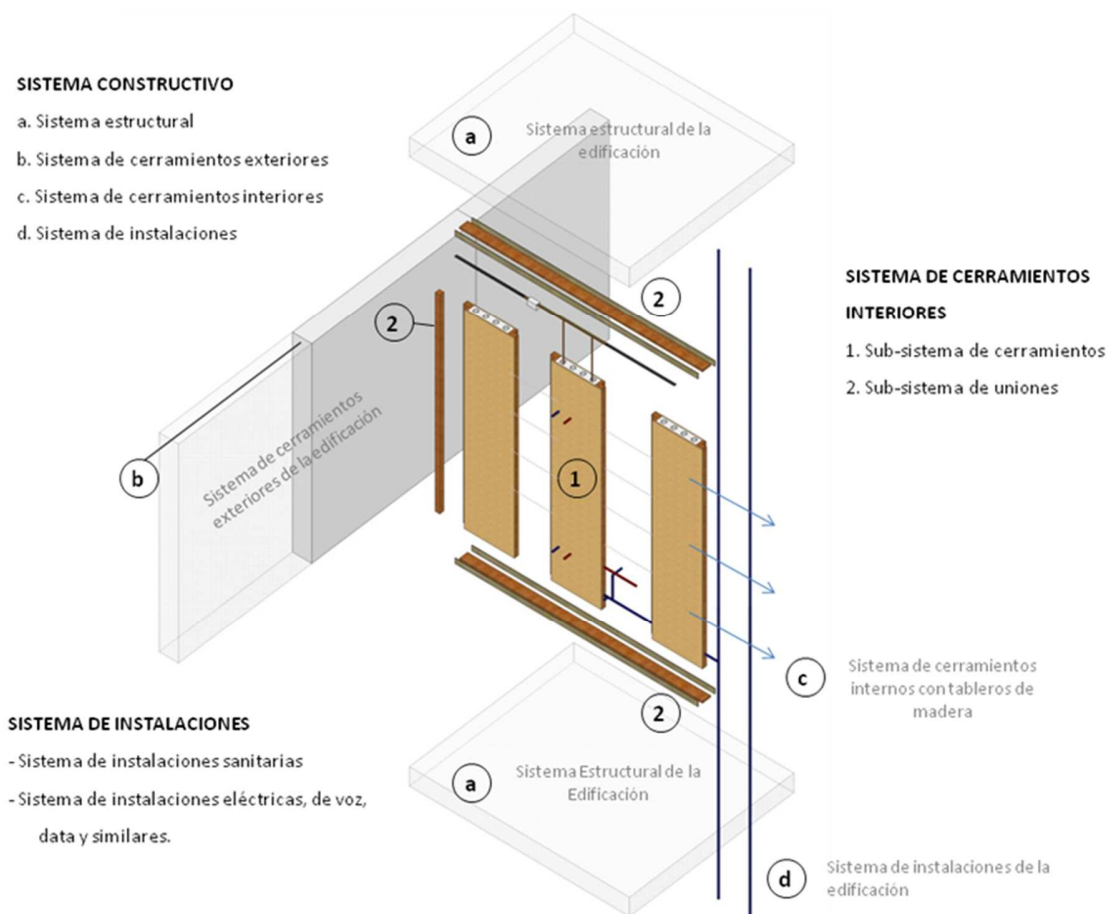 SISTEMA CONSTRUCTIVO
a. Sistema estructural
b. Sistema de cerramientos exteriores
c. Sistema de cerramientos interiores
d. Sistema de instalaciones
a
Sistema estructural de la
edificación
SISTEMA DE CERRAMIENTOS
INTERIORES
1. Sub-sistema de cerramientos
2. Sub-sistema de uniones
2
2
b
Sistema de cerramientos
exteriores de la edificación
1
c
Sistema de cerramientos
internos con tableros de
madera
2
SISTEMA DE INSTALACIONES
- Sistema de instalaciones sanitarias
- Sistema de instalaciones eléctricas, de voz,
data y similares.
a
Sistema Estructural de la
Edificación
d
Sistema de instalaciones de la
edificación